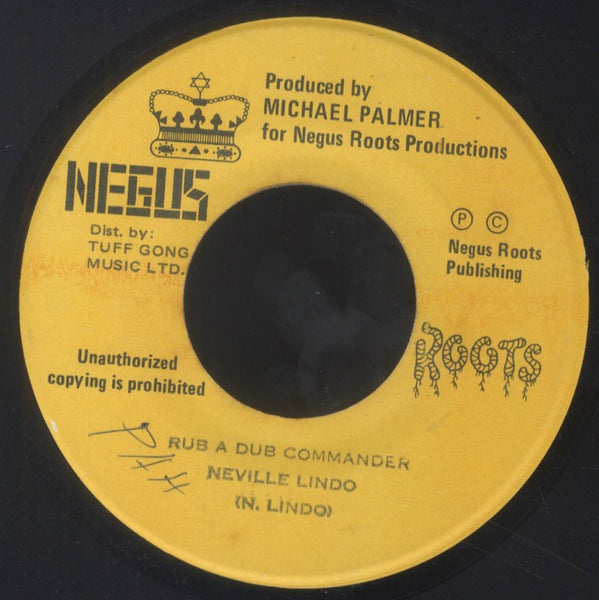 Produced by
MICHAEL PALMER
for Negus Roots Productions
NEGUS
Dist. by:
TUFF GONG
MUSIC LTD.
Ⓟ ©
Negus Roots
Publishing
ROOTS
Unauthorized
copying is prohibited
RUB A DUB COMMANDER
NEVILLE LINDO
(N. LINDO)